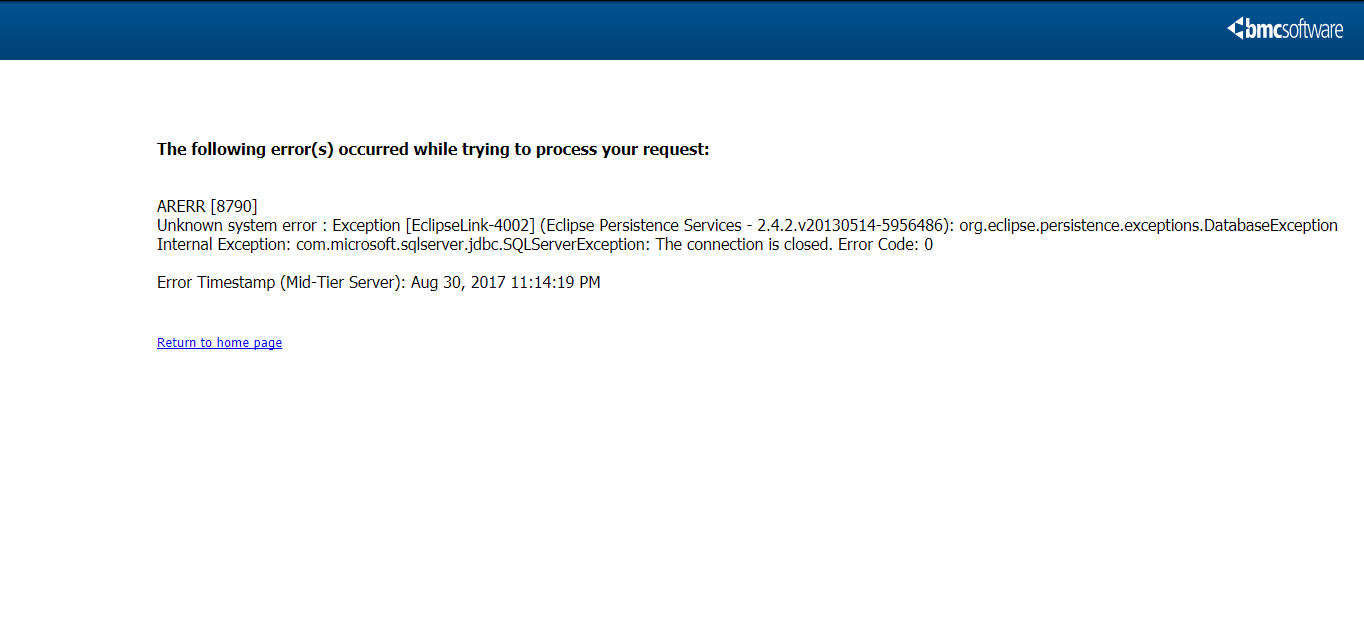 bmcsoftware
The following error(s) occurred while trying to process your request:
ARERR [8790]
Unknown system error : Exception [EclipseLink-4002] (Eclipse Persistence Services - 2.4.2.v20130514-5956486): org.eclipse.persistence.exceptions.DatabaseException
Internal Exception: com.microsoft.sqlserver.jdbc.SQLServerException: The connection is closed. Error Code: 0
Error Timestamp (Mid-Tier Server): Aug 30, 2017 11:14:19 PM
Return to home page